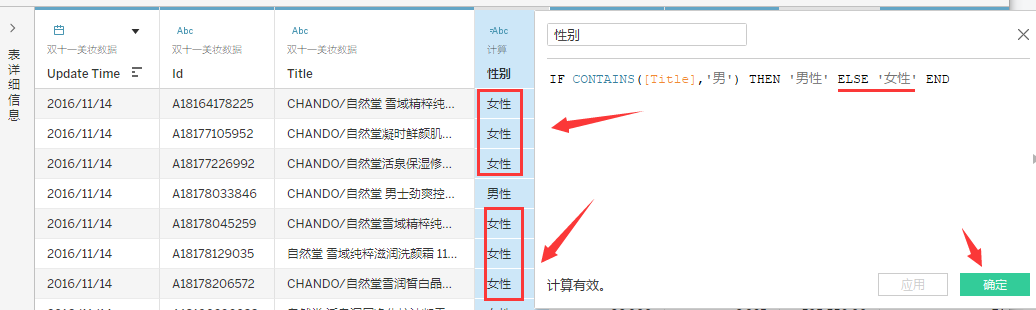 表详细信息
Abc Abc =Abc
双十一美妆数据 双十一美妆数据 双十一美妆数据 计算
Update Time Id Title 性别
2016/11/14 A18164178225 CHANDO/自然堂 雪域精粹纯... 女性
2016/11/14 A18177105952 CHANDO/自然堂凝时鲜颜肌... 女性
2016/11/14 A18177226992 CHANDO/自然堂活泉保湿修... 女性
2016/11/14 A18178033846 CHANDO/自然堂 男士劲爽控... 男性
2016/11/14 A18178045259 CHANDO/自然堂雪域精粹纯... 女性
2016/11/14 A18178129035 自然堂 雪域纯粹滋润洗颜霜 11... 女性
2016/11/14 A18178206572 CHANDO/自然堂雪润皙白晶... 女性
性别
IF CONTAINS([Title],'男') THEN '男性' ELSE '女性' END
计算有效。
应用 确定